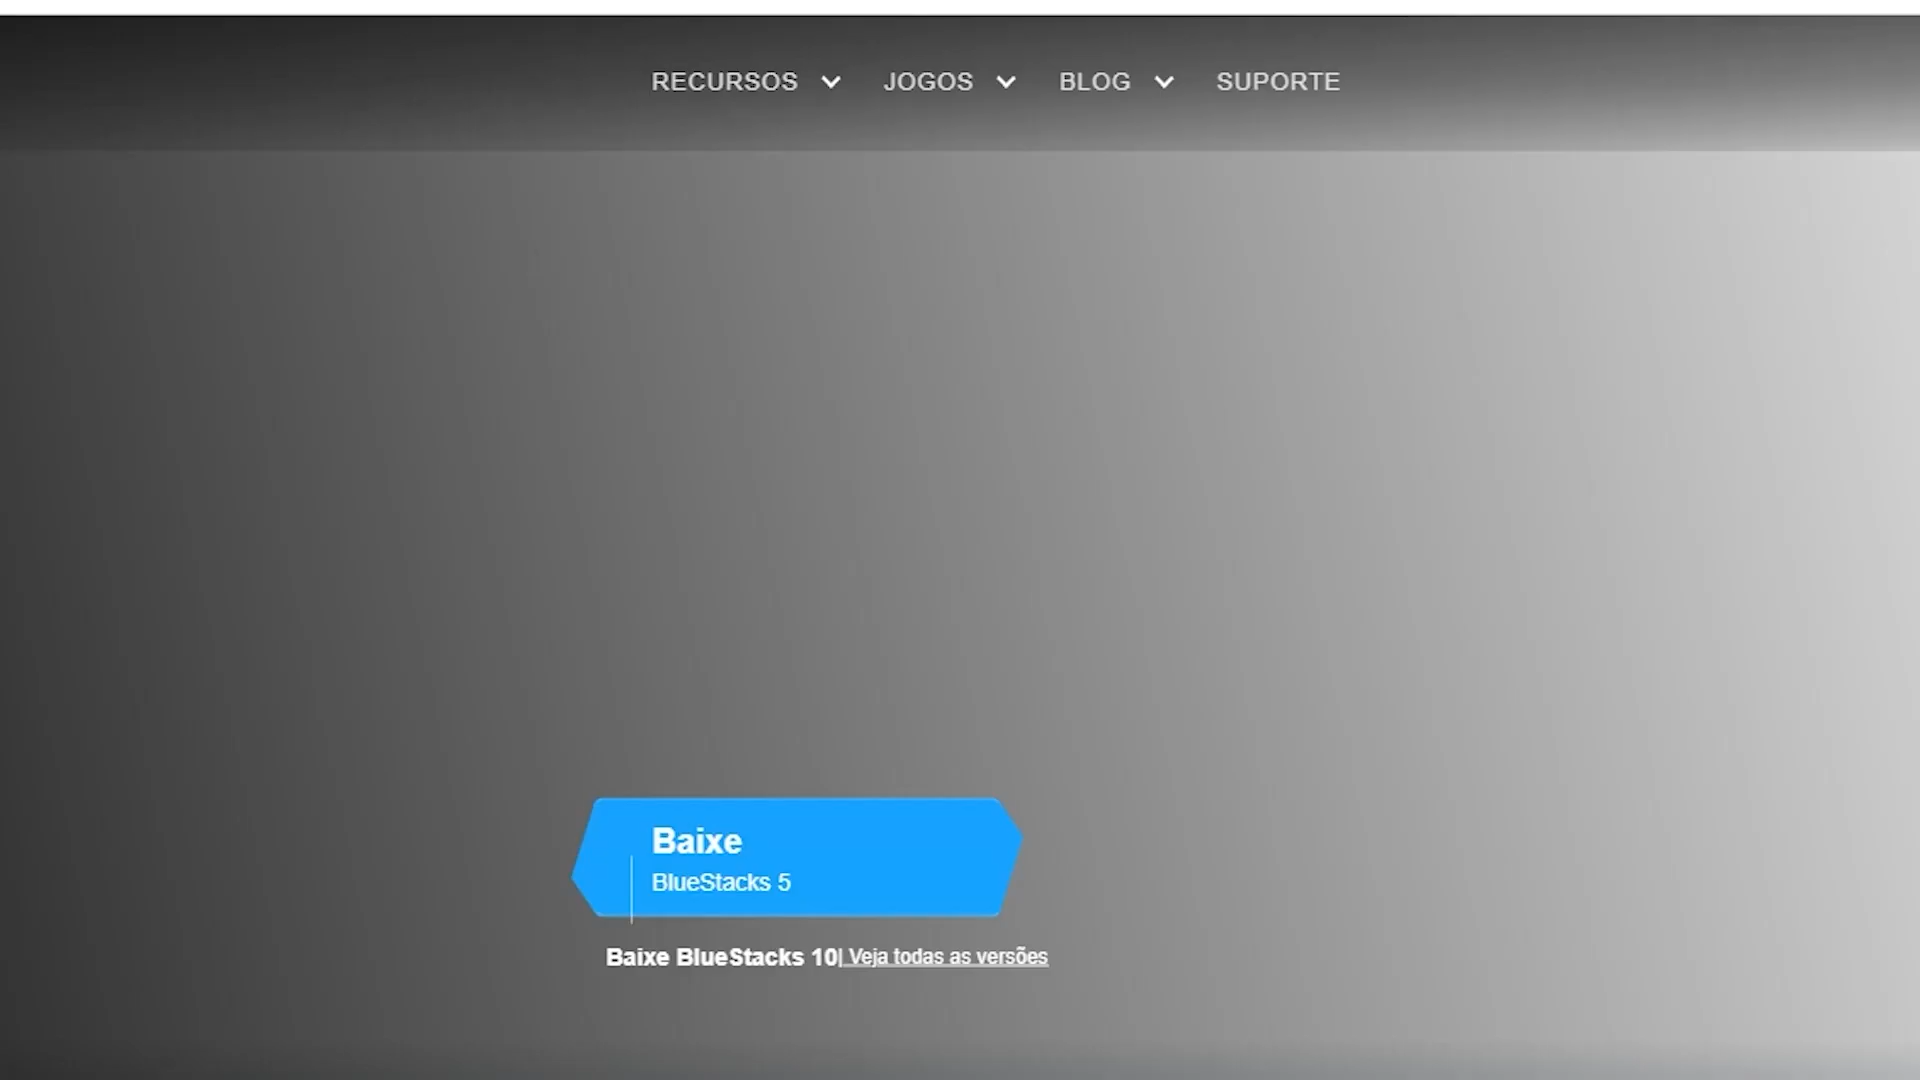 RECURSOS JOGOS BLOG SUPORTE
Baixe
BlueStacks 5
Baixe BlueStacks 10| Veja todas as versões